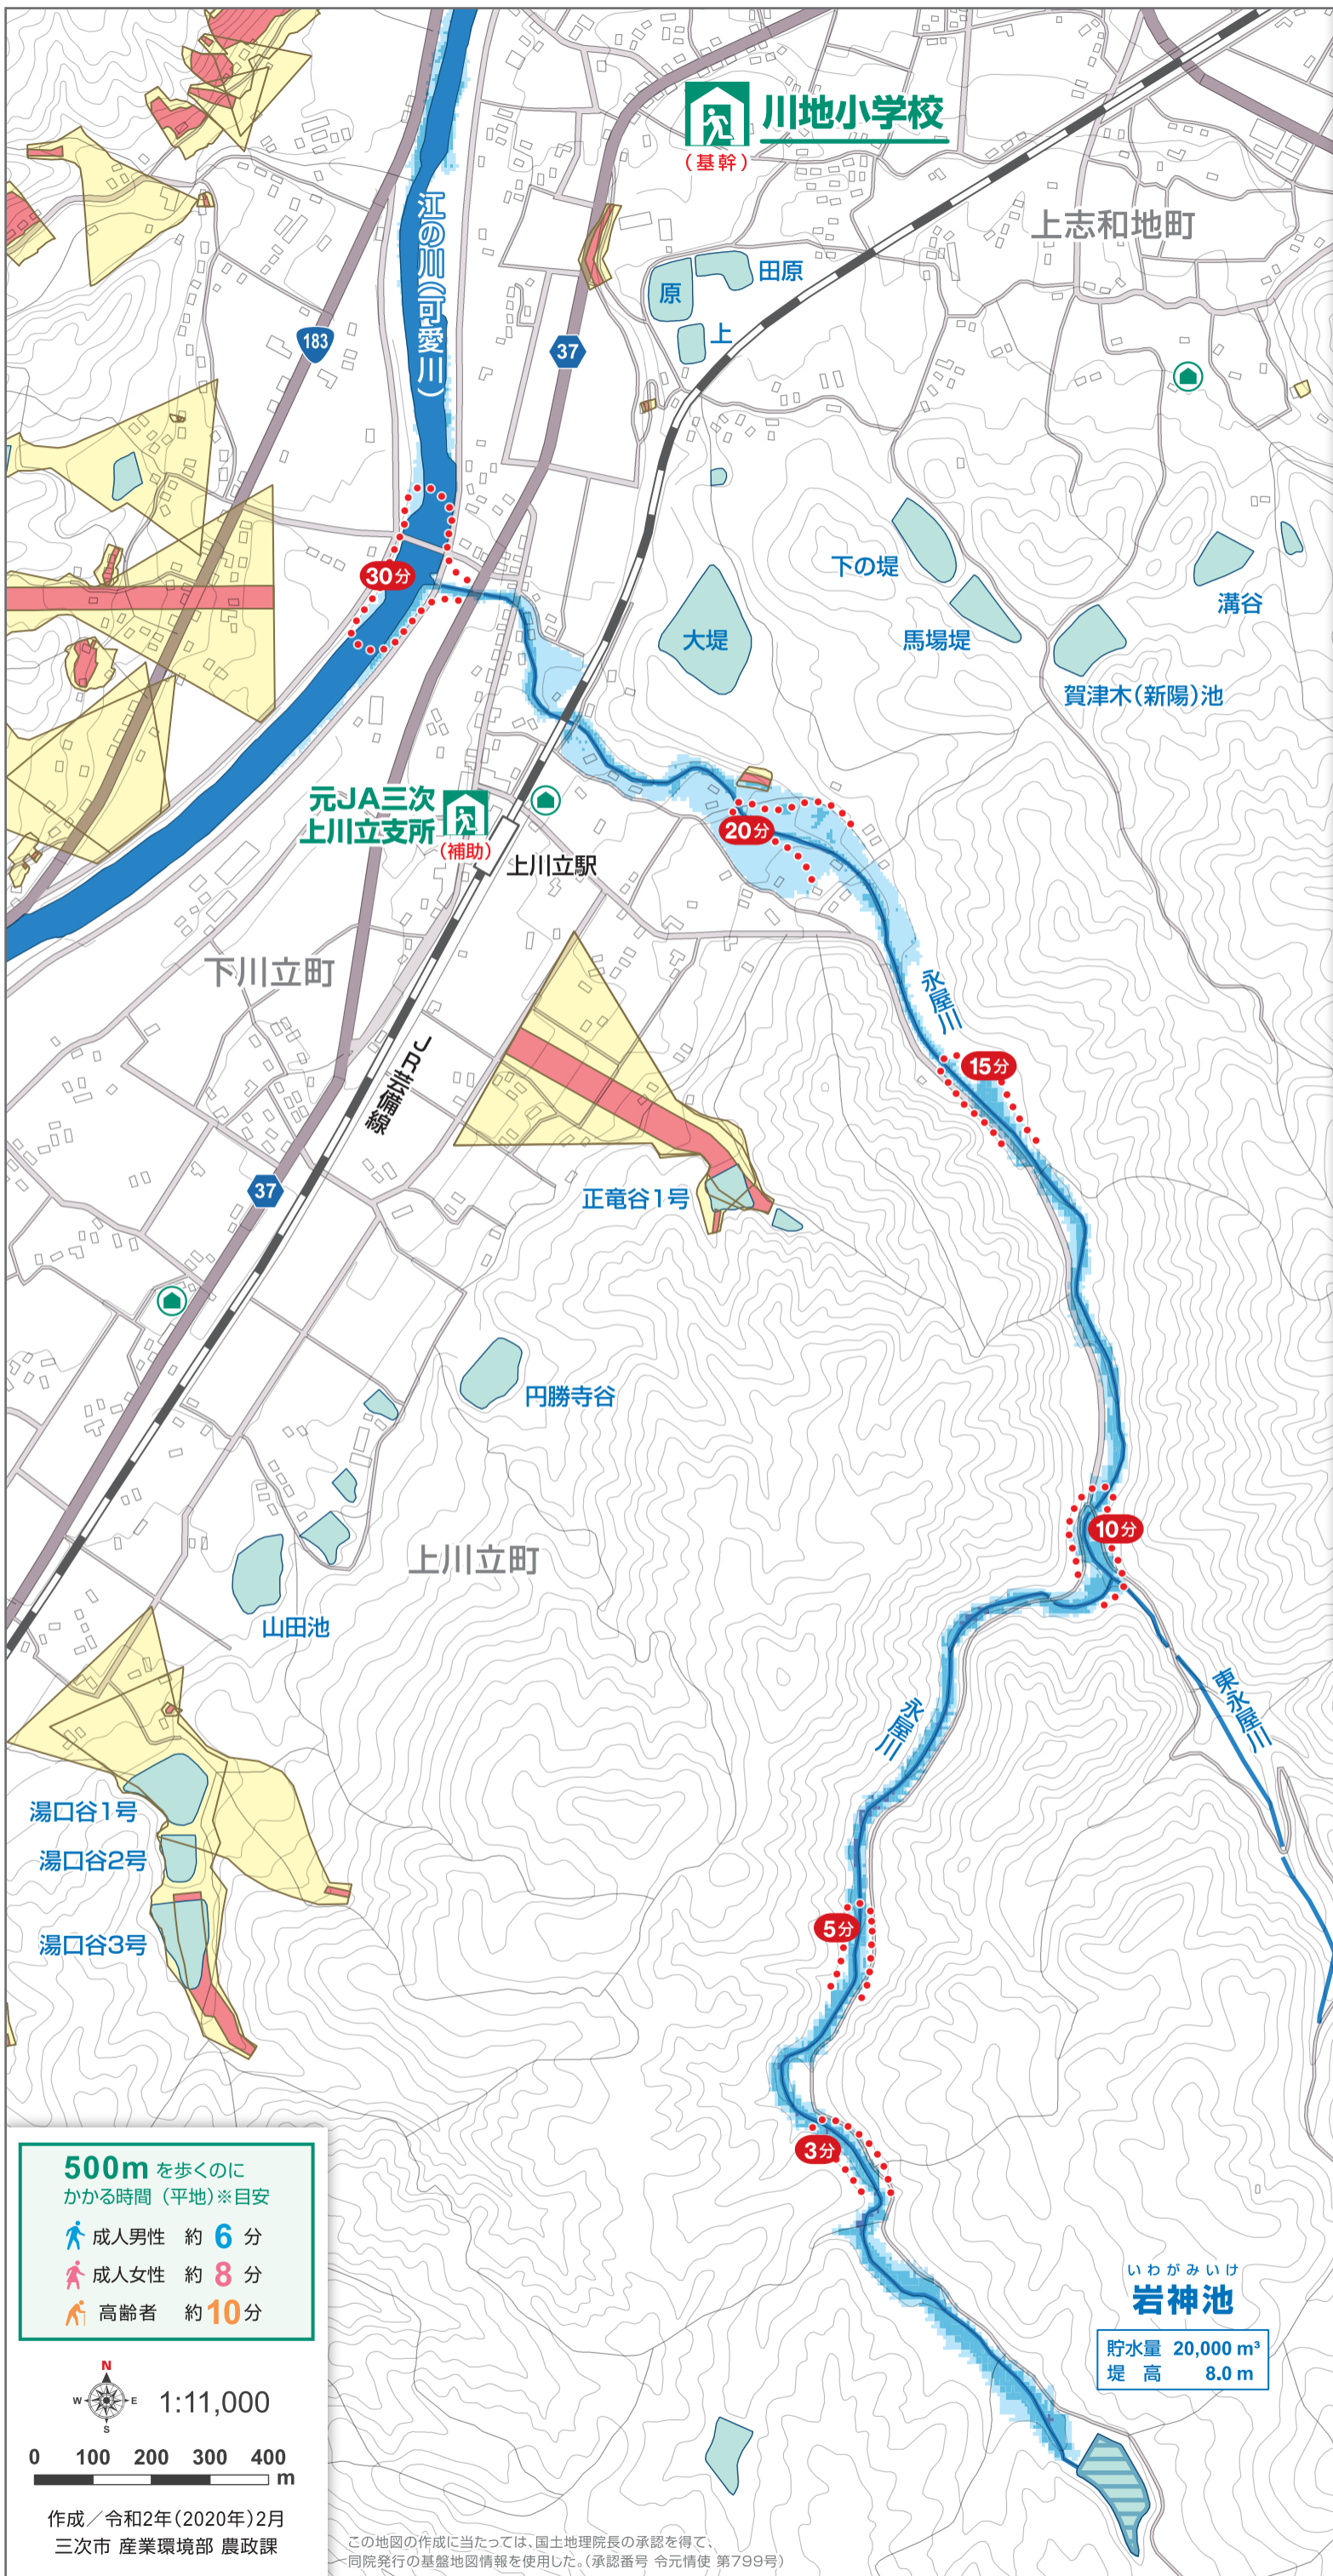 川地小学校
（基幹）
上志和地町
江の川（可愛川）
田原
原
上
183
37
30分
下の堤
馬場堤
溝谷
大堤
賀津木（新陽）池
元JA三次
上川立支所
（補助）
上川立駅
20分
下川立町
永屋川
15分
JR芸備線
正竜谷1号
37
円勝寺谷
10分
上川立町
山田池
東永屋川
永屋川
湯口谷1号
湯口谷2号
5分
湯口谷3号
3分
500m を歩くのに
かかる時間（平地）※目安
成人男性 約 6 分
成人女性 約 8 分
高齢者 約 10 分
いわがみいけ
岩神池
貯水量 20,000 m³
堤 高 8.0 m
N
W E
S
1:11,000
0 100 200 300 400
m
作成／令和2年（2020年）2月
三次市 産業環境部 農政課
この地図の作成に当たっては、国土地理院長の承認を得て、
同院発行の基盤地図情報を使用した。（承認番号 令元情使 第799号）